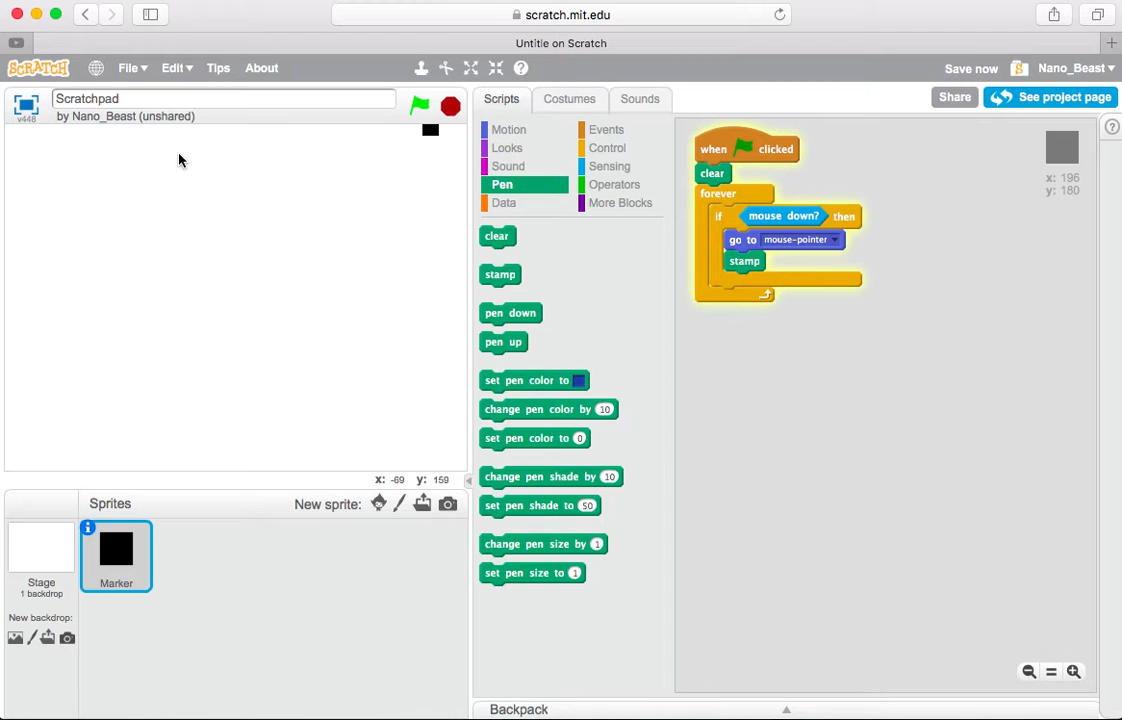 scratch.mit.edu
Untitle on Scratch
SCRATCH File Edit Tips About Save now Nano_Beast
Scratchpad
by Nano_Beast (unshared)
v448
Scripts Costumes Sounds Share See project page
Motion Events
Looks Control
Sound Sensing
Pen Operators
Data More Blocks
clear
stamp
pen down
pen up
set pen color to
change pen color by 10
set pen color to 0
change pen shade by 10
set pen shade to 50
change pen size by 1
set pen size to 1
when clicked
clear
forever
if mouse down? then
go to mouse-pointer
stamp
x: 196
y: 180
x: -69 y: 159
Sprites New sprite:
Stage
1 backdrop
Marker
New backdrop:
Backpack